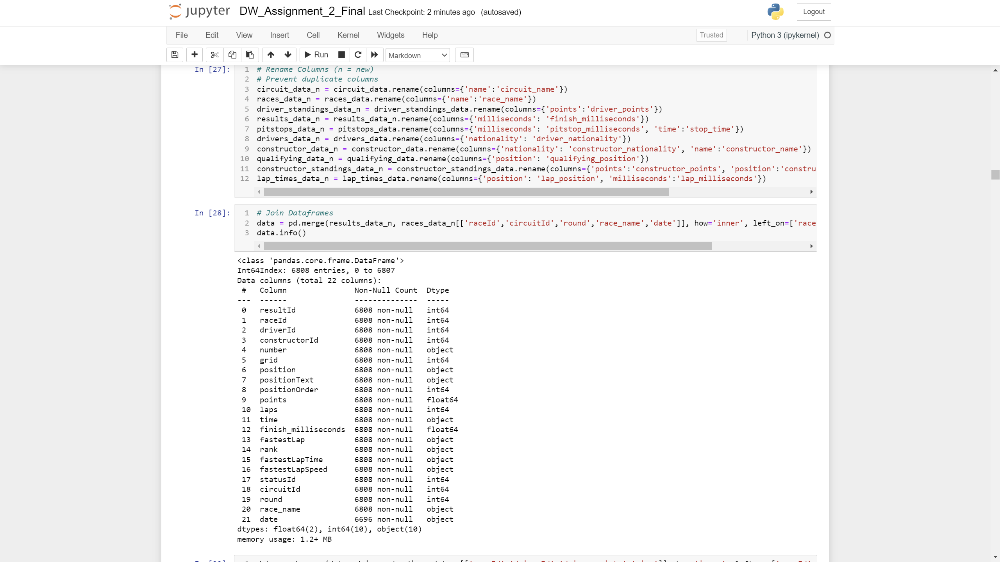 jupyter DW_Assignment_2_Final Last Checkpoint: 2 minutes ago (autosaved) Logout
File Edit View Insert Cell Kernel Widgets Help Trusted Python 3 (ipykernel)
Run Markdown
In [27]:
1 # Rename Columns (n = new)
2 # Prevent duplicate columns
3 circuit_data_n = circuit_data.rename(columns={'name':'circuit_name'})
4 races_data_n = races_data.rename(columns={'name':'race_name'})
5 driver_standings_data_n = driver_standings_data.rename(columns={'points':'driver_points'})
6 results_data_n = results_data_n.rename(columns={'milliseconds': 'finish_milliseconds'})
7 pitstops_data_n = pitstops_data.rename(columns={'milliseconds': 'pitstop_milliseconds', 'time':'stop_time'})
8 drivers_data_n = drivers_data.rename(columns={'nationality': 'driver_nationality'})
9 constructor_data_n = constructor_data.rename(columns={'nationality': 'constructor_nationality', 'name':'constructor_name'})
10 qualifying_data_n = qualifying_data.rename(columns={'position': 'qualifying_position'})
11 constructor_standings_data_n = constructor_standings_data.rename(columns={'points':'constructor_points', 'position':'constru
12 lap_times_data_n = lap_times_data.rename(columns={'position': 'lap_position', 'milliseconds':'lap_milliseconds'})
In [28]:
1 # Join Dataframes
2 data = pd.merge(results_data_n, races_data_n[['raceId','circuitId','round','race_name','date']], how='inner', left_on=['race
3 data.info()
<class 'pandas.core.frame.DataFrame'>
Int64Index: 6808 entries, 0 to 6807
Data columns (total 22 columns):
# Column Non-Null Count Dtype
--- ------ -------------- -----
0 resultId 6808 non-null int64
1 raceId 6808 non-null int64
2 driverId 6808 non-null int64
3 constructorId 6808 non-null int64
4 number 6808 non-null object
5 grid 6808 non-null int64
6 position 6808 non-null object
7 positionText 6808 non-null object
8 positionOrder 6808 non-null int64
9 points 6808 non-null float64
10 laps 6808 non-null int64
11 time 6808 non-null object
12 finish_milliseconds 6808 non-null float64
13 fastestLap 6808 non-null object
14 rank 6808 non-null object
15 fastestLapTime 6808 non-null object
16 fastestLapSpeed 6808 non-null object
17 statusId 6808 non-null int64
18 circuitId 6808 non-null int64
19 round 6808 non-null int64
20 race_name 6808 non-null object
21 date 6696 non-null object
dtypes: float64(2), int64(10), object(10)
memory usage: 1.2+ MB